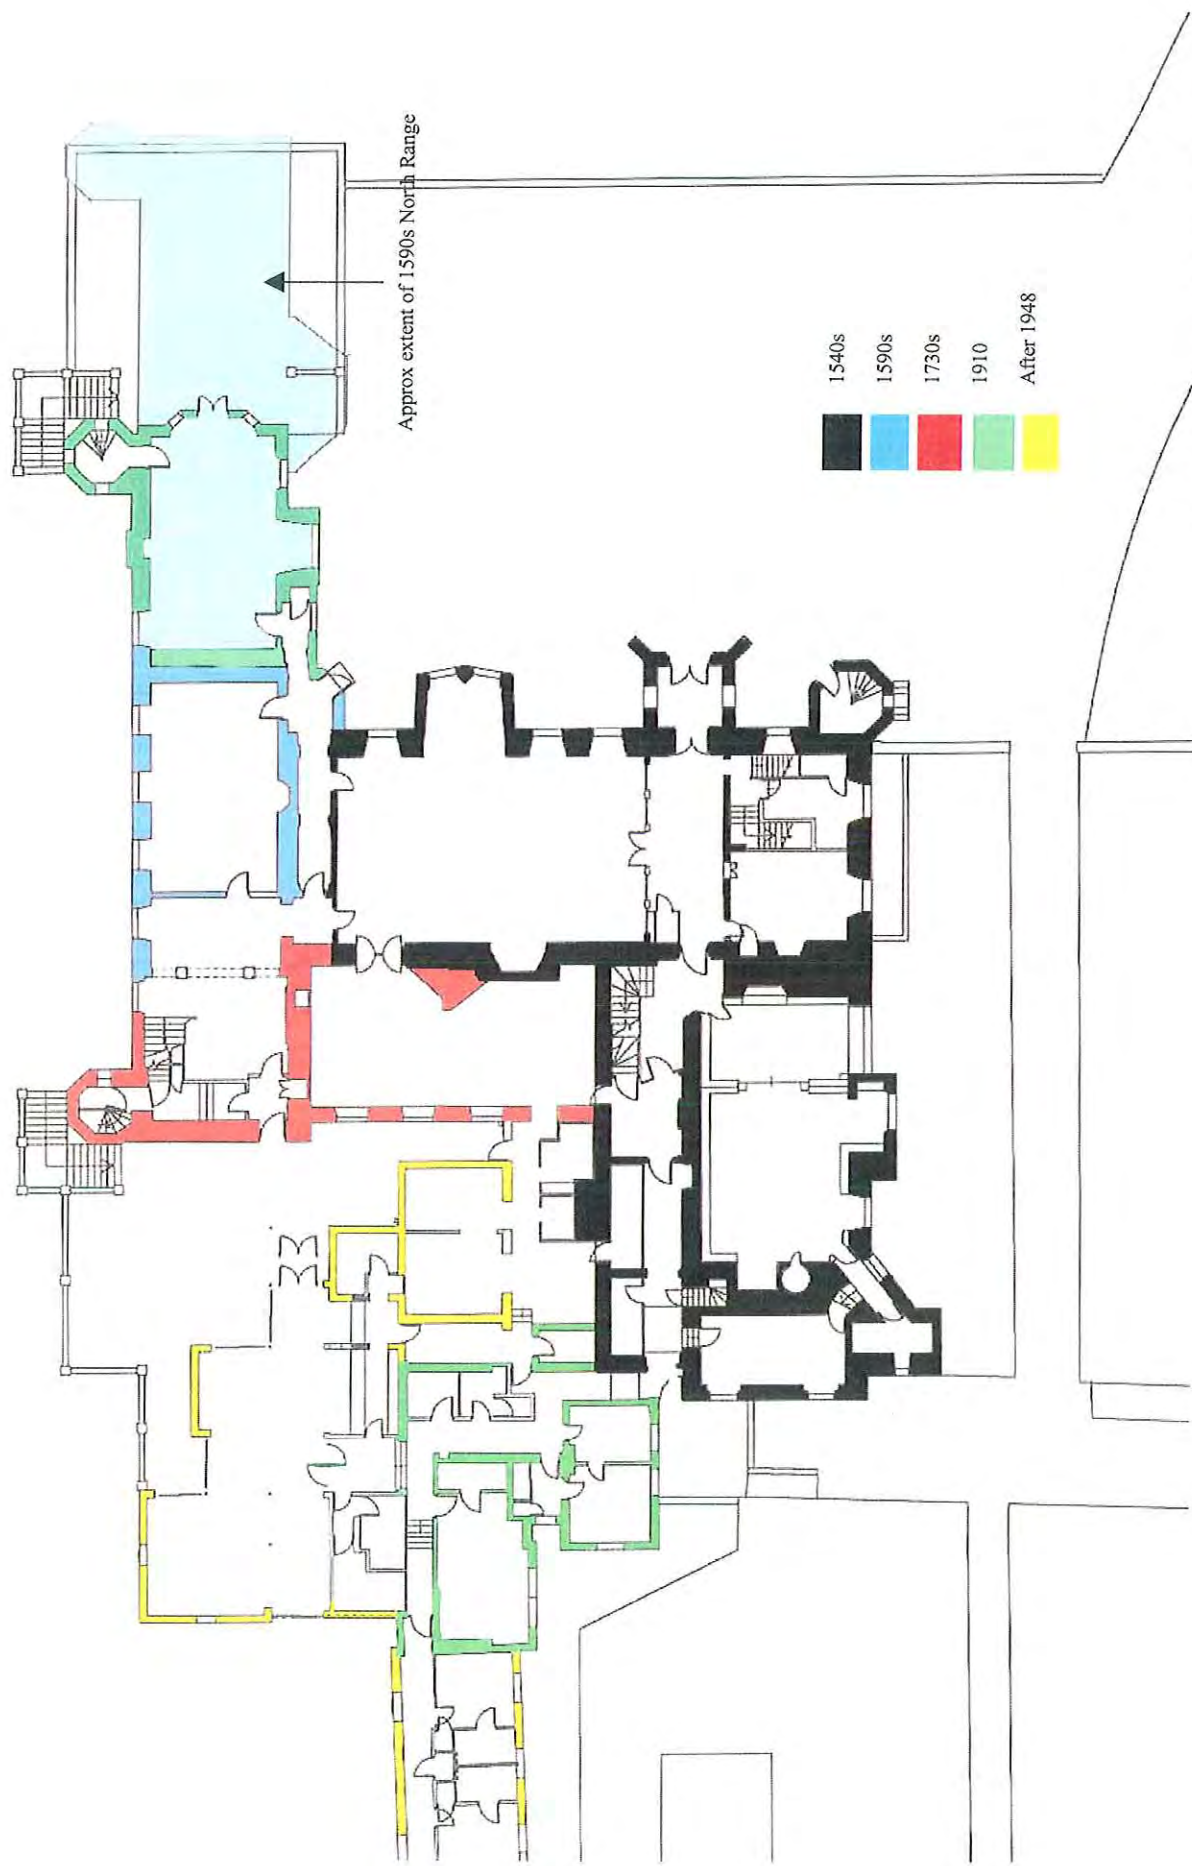 Approx extent of 1590s North Range
1540s
1590s
1730s
1910
After 1948